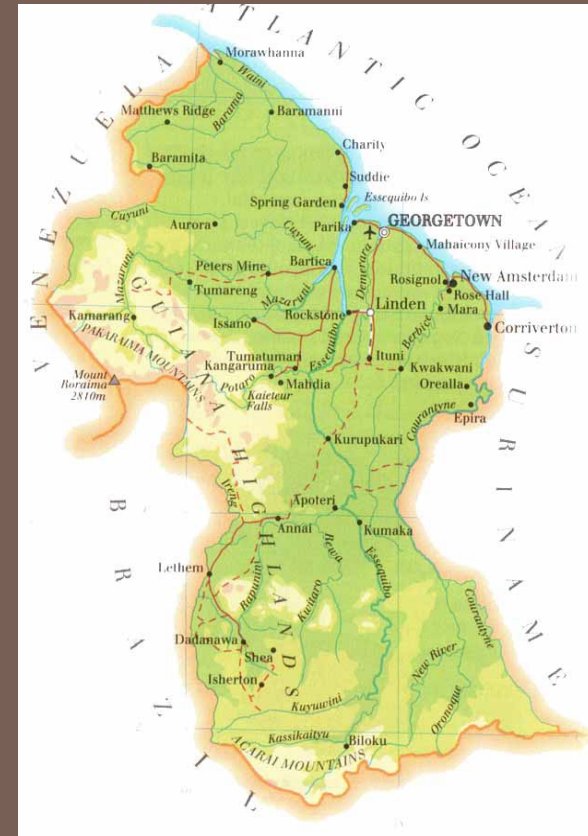 ATLANTIC OCEAN
VENEZUELA
Morawhanna
Waini
Barama
Matthews Ridge
Baramanni
Baramita
Charity
Suddie
Spring Garden
Essequibo Is
Cuyuni
Aurora
Cuyuni
Parika
GEORGETOWN
Mahaicony Village
Demerara
Peters Mine
Bartica
Rosignol
New Amsterdam
Mazaruni
Tumareng
Mazaruni
Rose Hall
GUIANA
Linden
Mara
Kamarang
Issano
Rockstone
Berbice
Corriverton
PAKARAIMA MOUNTAINS
Tumatumari
Essequibo
Ituni
Kangaruma
Kwakwani
Mount
Roraima
2810m
Potaro
Mahdia
Orealla
Kaieteur
Falls
Courantyne
Epira
SURINAME
Kurupukari
HIGHLANDS
Ireng
Apoteri
Annai
Kumaka
BRAZIL
Rewa
Essequibo
Lethem
Rupununi
Kwitaro
Courantyne
Dadanawa
Shea
New River
Isherton
Oronoque
Kuyuwini
Kassikaityu
Biloku
ACARAI MOUNTAINS